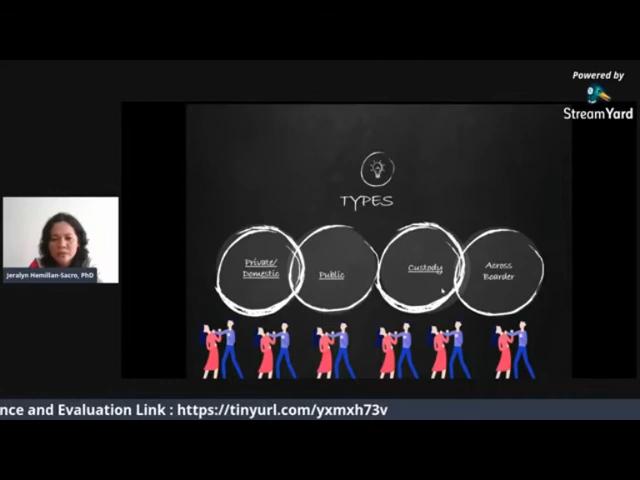 Powered by
StreamYard
TYPES
Private/
Domestic
Public
Custody
Across
Boarder
Jeralyn Hemillan-Sacro, PhD
nce and Evaluation Link : https://tinyurl.com/yxmxh73v